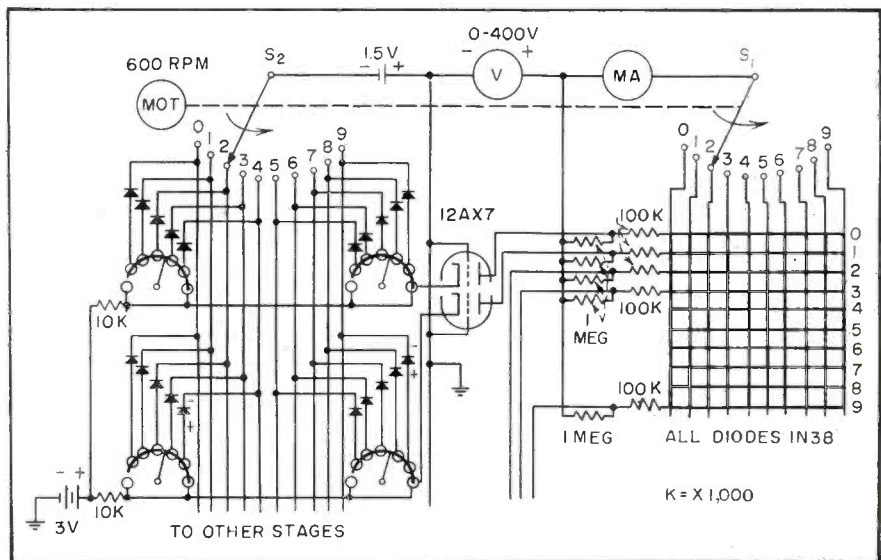 0-400V
S2
1.5V
S1
600 RPM
- +
- +
V
MA
MOT
0 1 2 3 4 5 6 7 8 9
0 1 2 3 4 5 6 7 8 9
12AX7
100K
0
1
2
3
100K
10K
1 MEG
4
5
6
7
8
100K
9
1 MEG
ALL DIODES IN38
-
+
-
+
- +
3V
10K
TO OTHER STAGES
K = X 1,000